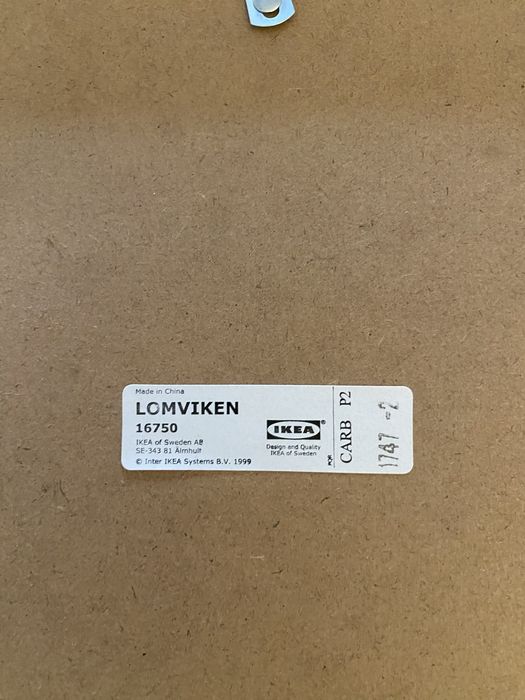 Made in China
LOMVIKEN
16750
IKEA of Sweden AB
SE-343 81 Älmhult
© Inter IKEA Systems B.V. 1999
IKEA®
Design and Quality
IKEA of Sweden
PQR
CARB P2
1747 -2